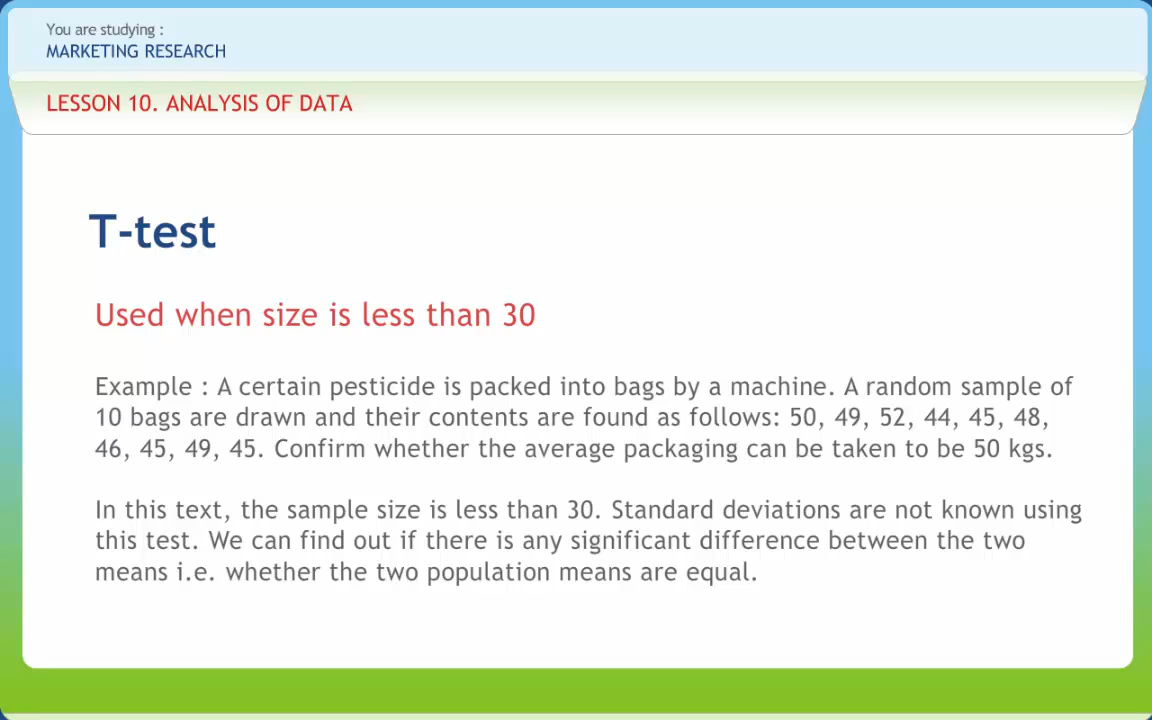 You are studying :
MARKETING RESEARCH
LESSON 10. ANALYSIS OF DATA
T-test
Used when size is less than 30
Example : A certain pesticide is packed into bags by a machine. A random sample of
10 bags are drawn and their contents are found as follows: 50, 49, 52, 44, 45, 48,
46, 45, 49, 45. Confirm whether the average packaging can be taken to be 50 kgs.
In this text, the sample size is less than 30. Standard deviations are not known using
this test. We can find out if there is any significant difference between the two
means i.e. whether the two population means are equal.